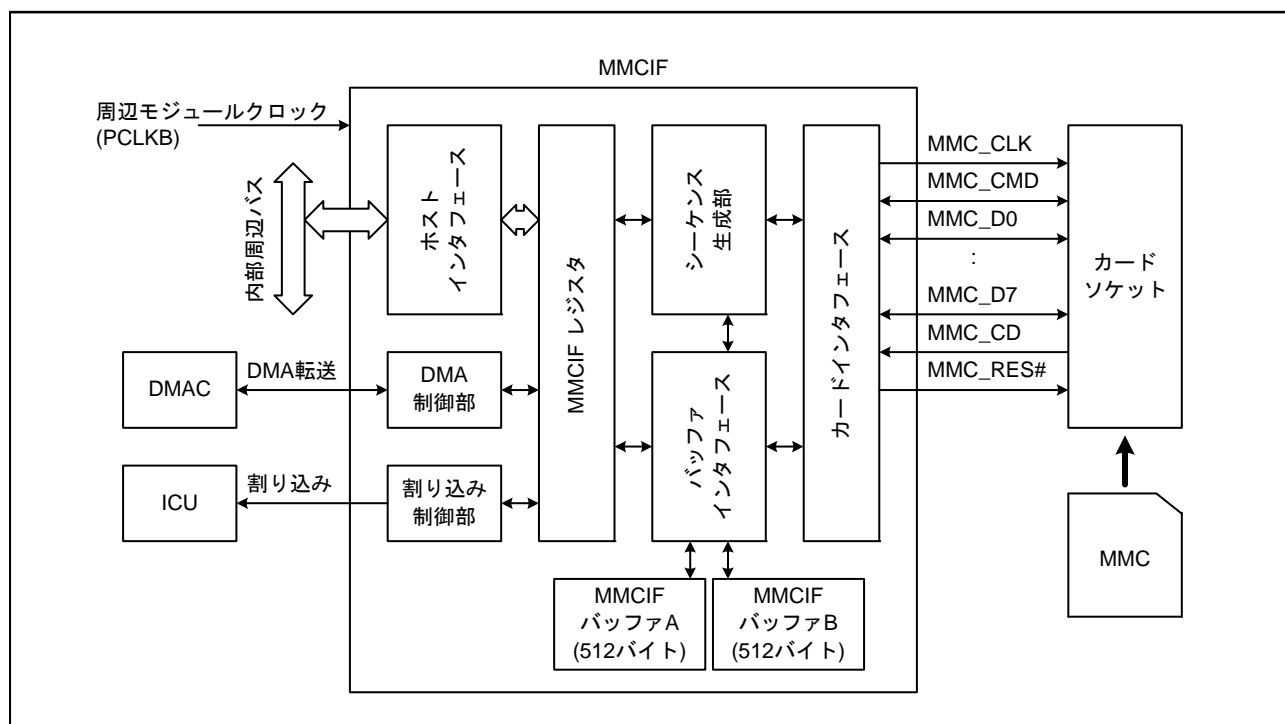 MMCIF
周辺モジュールクロック
(PCLKB)
内部周辺バス
ホスト
インタフェース
MMCIF レジスタ
シーケンス
生成部
カードインタフェース
MMC_CLK
MMC_CMD
MMC_D0
:
MMC_D7
MMC_CD
MMC_RES#
カード
ソケット
DMAC
DMA転送
DMA
制御部
バッファ
インタフェース
ICU
割り込み
割り込み
制御部
MMC
MMCIF
バッファA
(512バイト)
MMCIF
バッファB
(512バイト)